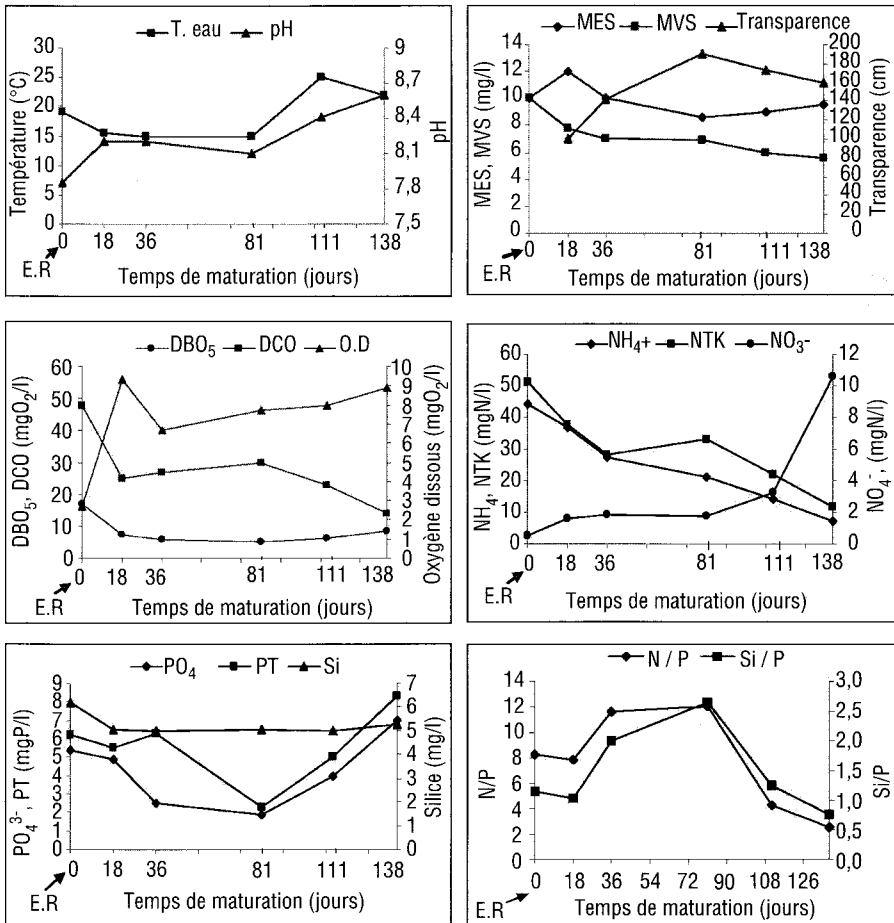 T. eau pH
Température (°C)
30
25
20
15
10
5
0
9
8,7
8,4
8,1
7,8
7,5
pH
0 18 36 81 111 138
E.R
Temps de maturation (jours)
MES MVS Transparence
MES, MVS (mg/l)
14
12
10
8
6
4
2
0
200
180
160
140
120
100
80
60
40
20
0
Transparence (cm)
0 18 36 81 111 138
E.R
Temps de maturation (jours)
DBO5 DCO O.D
DBO5, DCO (mgO2/l)
60
50
40
30
20
10
0
10
9
8
7
6
5
4
3
2
1
0
Oxygène dissous (mgO2/l)
0 18 36 81 111 138
E.R
Temps de maturation (jours)
NH4+ NTK NO3-
NH4, NTK (mgN/l)
60
50
40
30
20
10
0
12
10
8
6
4
2
0
NO4-, (mgN/l)
0 18 36 81 111 138
E.R
Temps de maturation (jours)
PO4 PT Si
PO4 3-, PT (mgP/l)
9
8
7
6
5
4
3
2
1
0
7
6
5
4
3
2
1
0
Silice (mg/l)
0 18 36 81 111 138
E.R
Temps de maturation (jours)
N / P Si / P
N/P
14
12
10
8
6
4
2
0
3,0
2,5
2,0
1,5
1,0
0,5
0,0
Si/P
0 18 36 54 72 90 108 126
E.R
Temps de maturation (jours)